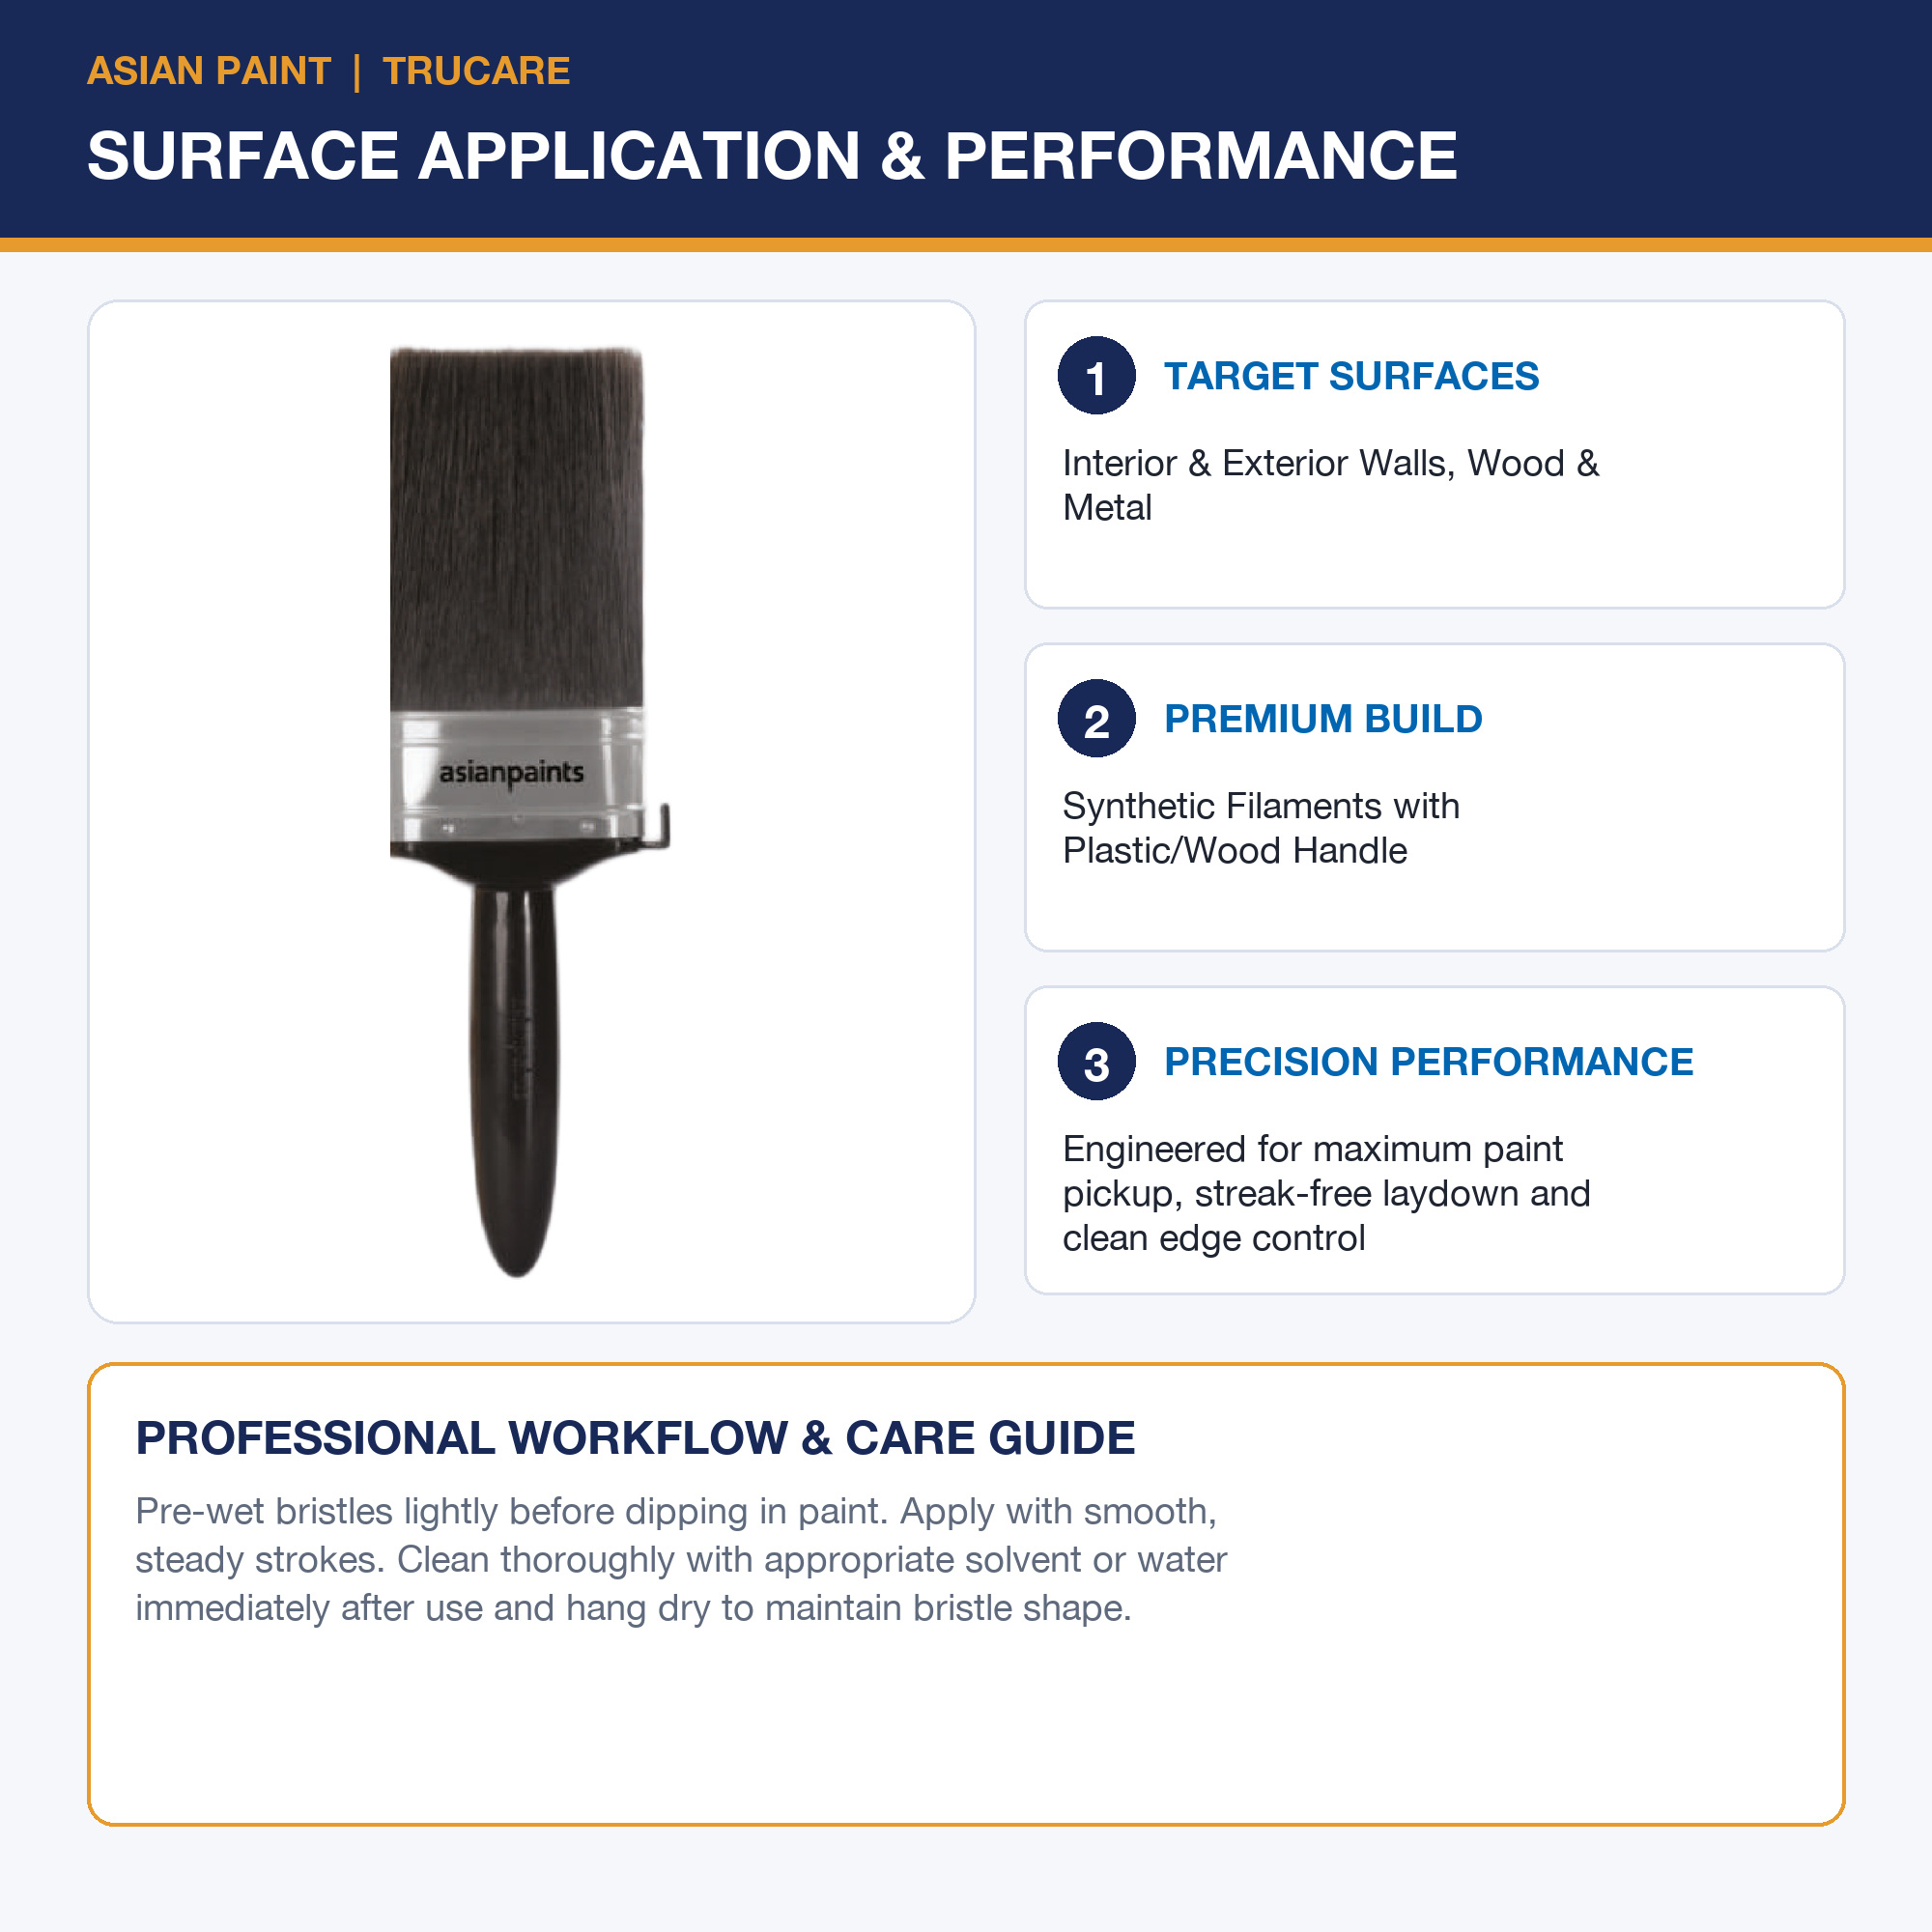 ASIAN PAINT | TRUCARE
SURFACE APPLICATION & PERFORMANCE
asianpaints
1 TARGET SURFACES
Interior & Exterior Walls, Wood &
Metal
2 PREMIUM BUILD
Synthetic Filaments with
Plastic/Wood Handle
3 PRECISION PERFORMANCE
Engineered for maximum paint
pickup, streak-free laydown and
clean edge control
PROFESSIONAL WORKFLOW & CARE GUIDE
Pre-wet bristles lightly before dipping in paint. Apply with smooth,
steady strokes. Clean thoroughly with appropriate solvent or water
immediately after use and hang dry to maintain bristle shape.